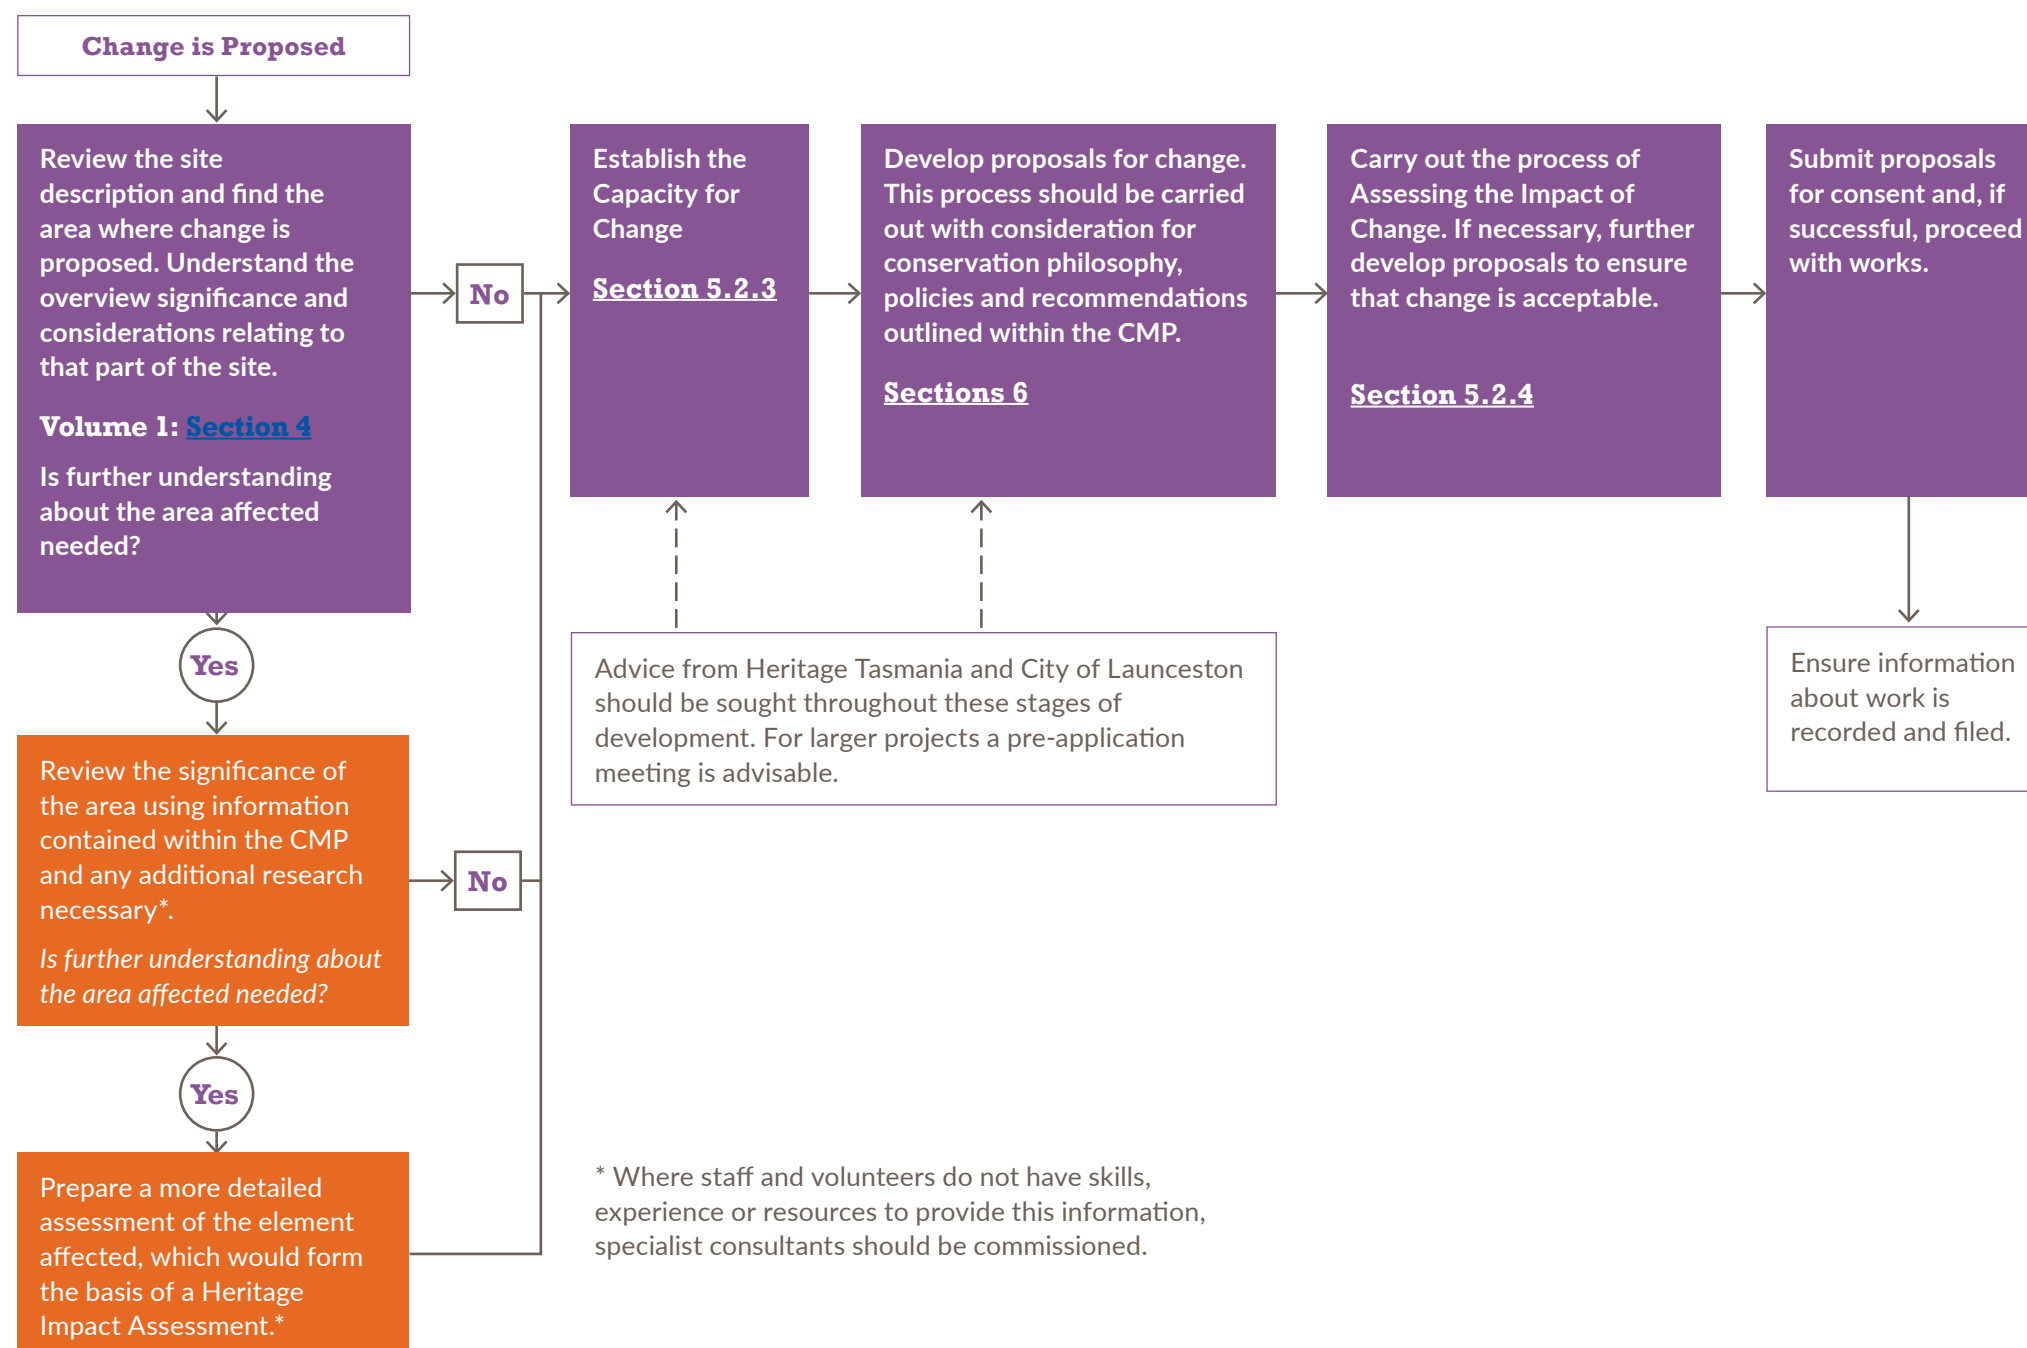 Change is Proposed
Review the site
description and find the
area where change is
proposed. Understand the
overview significance and
considerations relating to
that part of the site.
Volume 1: Section 4
Is further understanding
about the area affected
needed?
No
Yes
Review the significance of
the area using information
contained within the CMP
and any additional research
necessary*.
Is further understanding about
the area affected needed?
No
Yes
Prepare a more detailed
assessment of the element
affected, which would form
the basis of a Heritage
Impact Assessment.*
Establish the
Capacity for
Change
Section 5.2.3
Develop proposals for change.
This process should be carried
out with consideration for
conservation philosophy,
policies and recommendations
outlined within the CMP.
Sections 6
Carry out the process of
Assessing the Impact of
Change. If necessary, further
develop proposals to ensure
that change is acceptable.
Section 5.2.4
Submit proposals
for consent and, if
successful, proceed
with works.
Advice from Heritage Tasmania and City of Launceston
should be sought throughout these stages of
development. For larger projects a pre-application
meeting is advisable.
Ensure information
about work is
recorded and filed.
* Where staff and volunteers do not have skills,
experience or resources to provide this information,
specialist consultants should be commissioned.